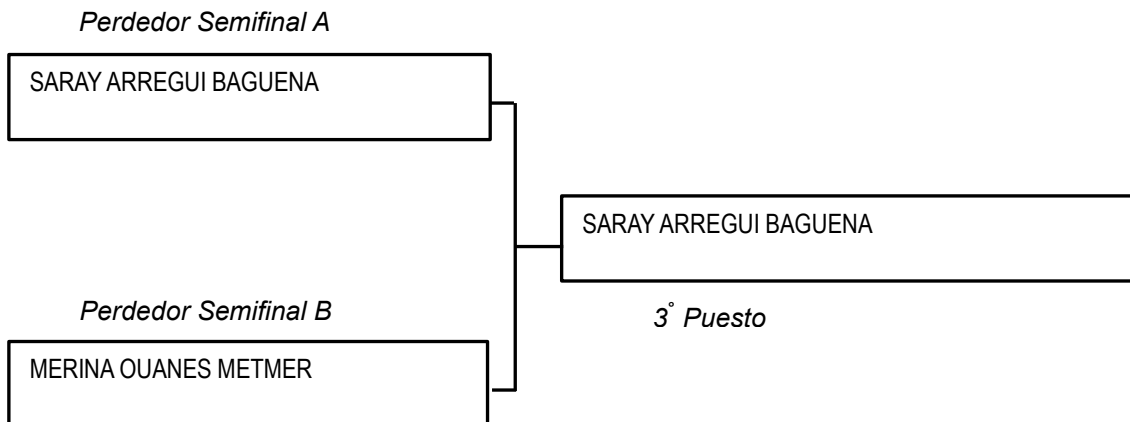 Perdedor Semifinal A
SARAY ARREGUI BAGUENA
SARAY ARREGUI BAGUENA
Perdedor Semifinal B
3° Puesto
MERINA OUANES METMER